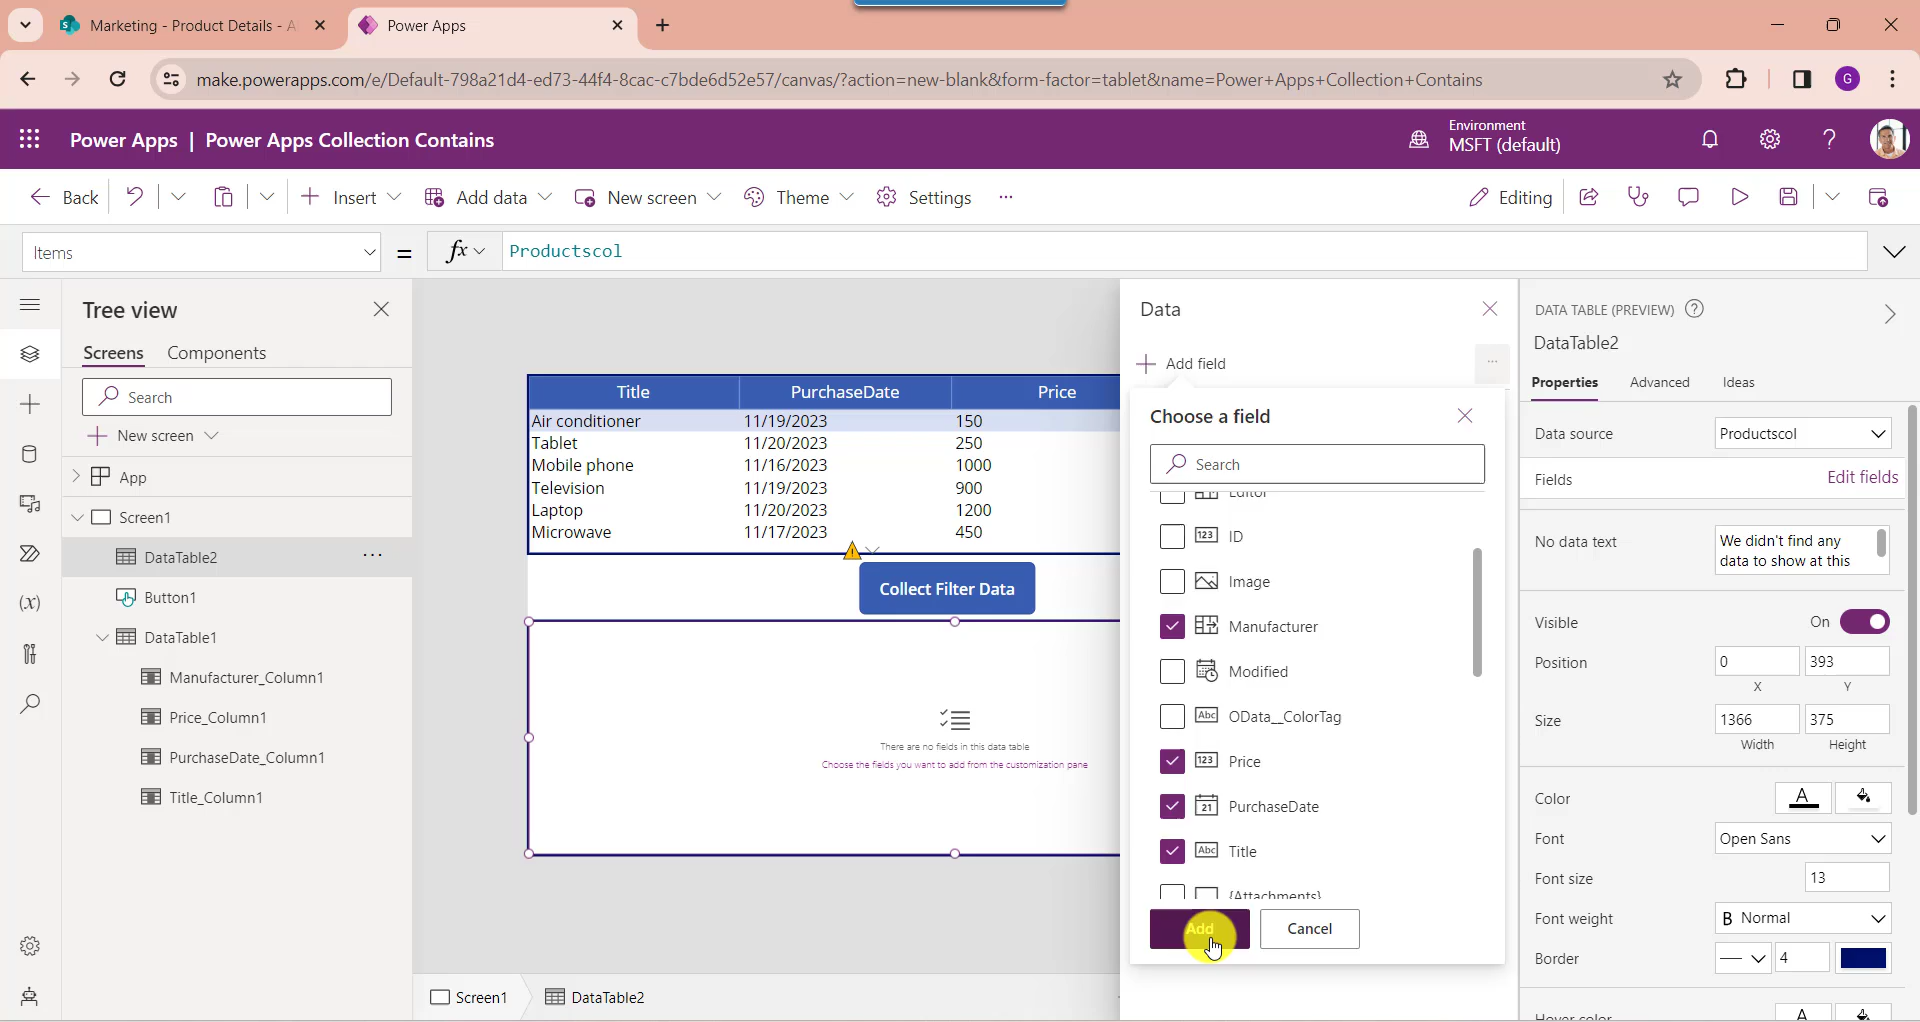 Marketing - Product Details - A
Power Apps
make.powerapps.com/e/Default-798a21d4-ed73-44f4-8cac-c7bde6d52e57/canvas/?action=new-blank&form-factor=tablet&name=Power+Apps+Collection+Contains
G
Power Apps | Power Apps Collection Contains
Environment
MSFT (default)
Back
Insert
Add data
New screen
Theme
Settings
Editing
Items
=
fx
Productscol
Tree view
Screens
Components
Search
New screen
App
Screen1
DataTable2
Button1
DataTable1
Manufacturer_Column1
Price_Column1
PurchaseDate_Column1
Title_Column1
Title PurchaseDate Price
Air conditioner 11/19/2023 150
Tablet 11/20/2023 250
Mobile phone 11/16/2023 1000
Television 11/19/2023 900
Laptop 11/20/2023 1200
Microwave 11/17/2023 450
Collect Filter Data
There are no fields in this data table
Choose the fields you want to add from the customization pane
Screen1
DataTable2
Data
Add field
Choose a field
Search
Editor
ID
Image
Manufacturer
Modified
OData__ColorTag
Price
PurchaseDate
Title
{Attachments}
Add
Cancel
DATA TABLE (PREVIEW)
DataTable2
Properties
Advanced
Ideas
Data source
Productscol
Fields
Edit fields
No data text
We didn't find any
data to show at this
Visible
On
Position
0
393
X
Y
Size
1366
375
Width
Height
Color
Font
Open Sans
Font size
13
Font weight
B Normal
Border
4
Hover color